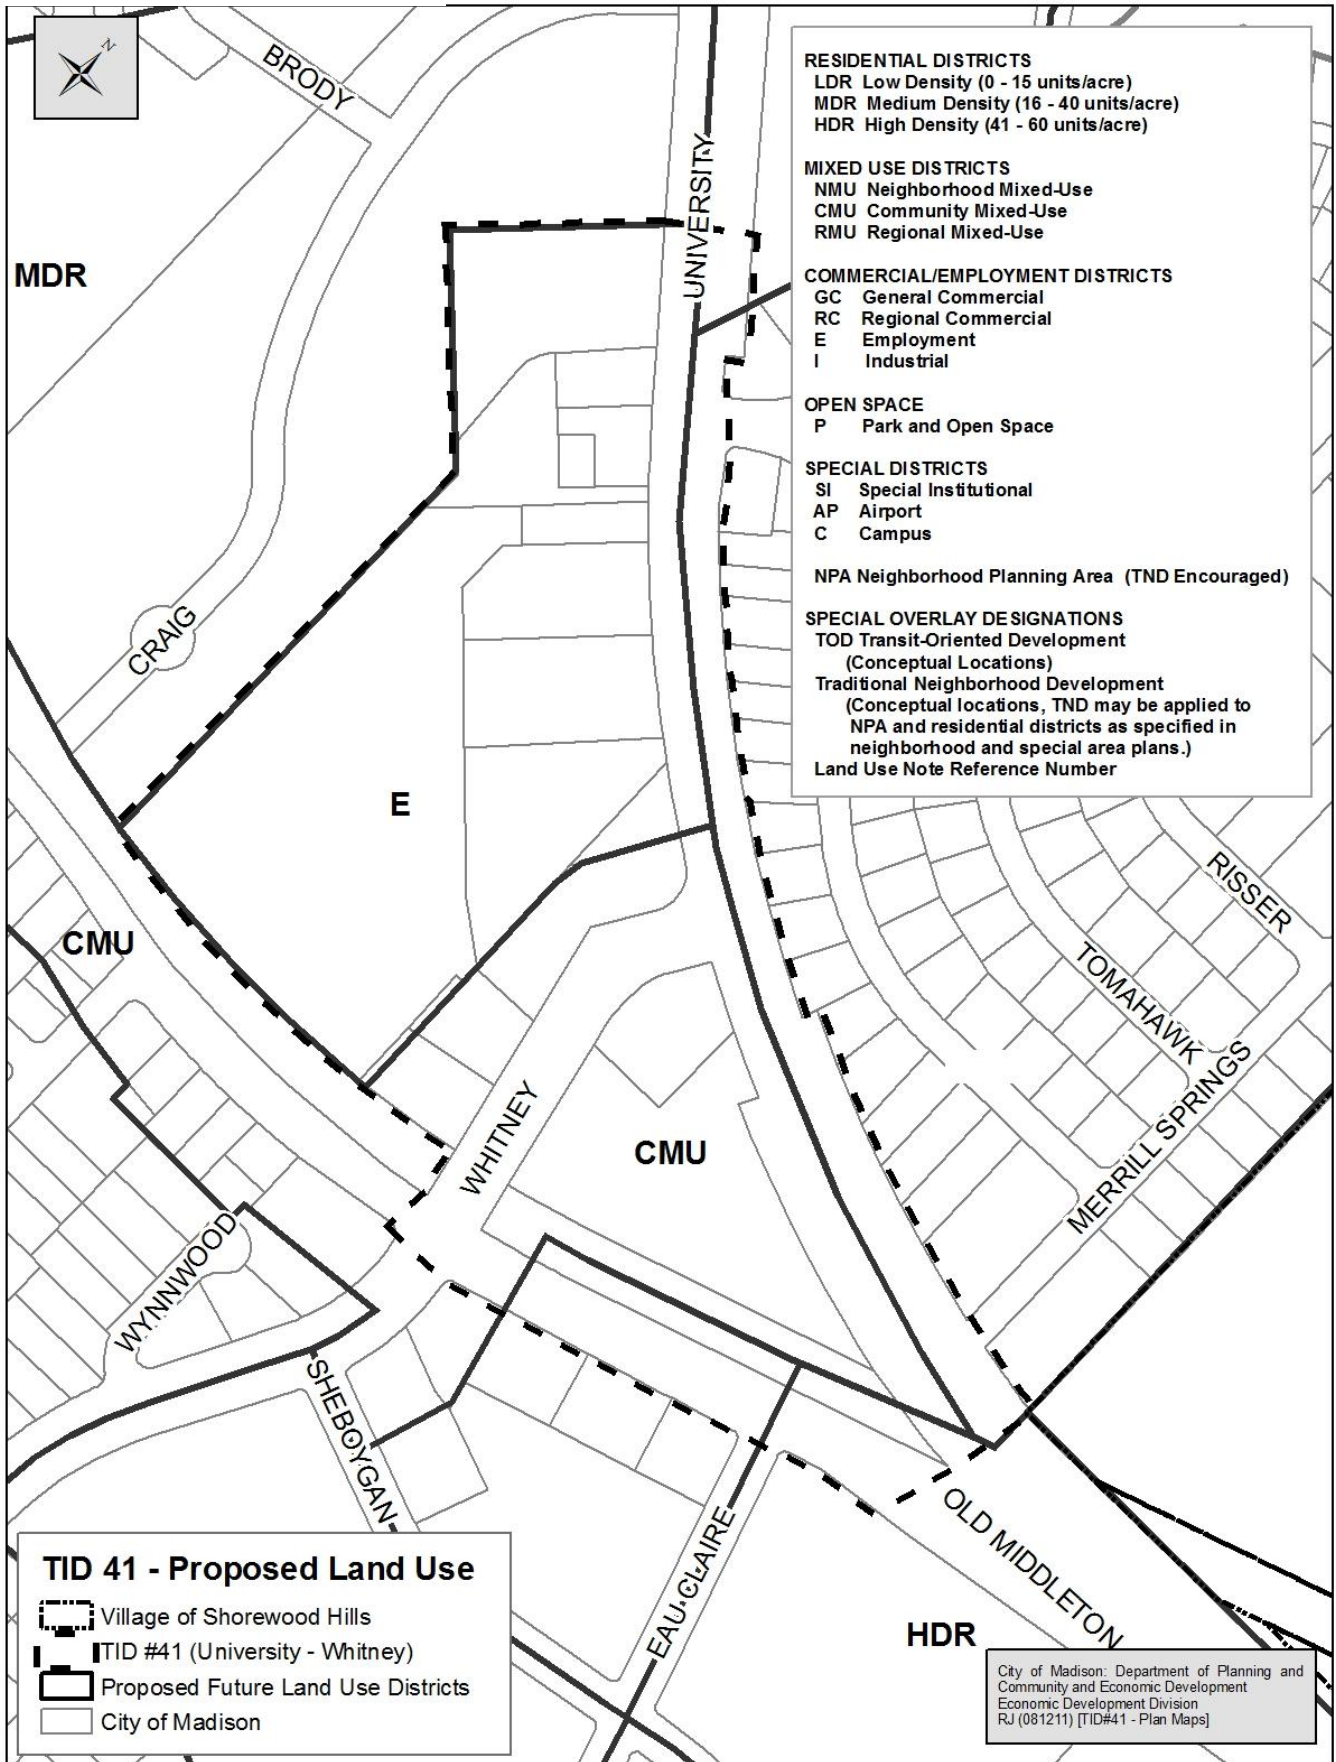 N
BRODY
UNIVERSITY
RESIDENTIAL DISTRICTS
LDR Low Density (0 - 15 units/acre)
MDR Medium Density (16 - 40 units/acre)
HDR High Density (41 - 60 units/acre)
MIXED USE DISTRICTS
NMU Neighborhood Mixed-Use
CMU Community Mixed-Use
RMU Regional Mixed-Use
COMMERCIAL/EMPLOYMENT DISTRICTS
GC General Commercial
RC Regional Commercial
E Employment
I Industrial
OPEN SPACE
P Park and Open Space
SPECIAL DISTRICTS
SI Special Institutional
AP Airport
C Campus
NPA Neighborhood Planning Area (TND Encouraged)
SPECIAL OVERLAY DESIGNATIONS
TOD Transit-Oriented Development
(Conceptual Locations)
Traditional Neighborhood Development
(Conceptual locations, TND may be applied to
NPA and residential districts as specified in
neighborhood and special area plans.)
Land Use Note Reference Number
MDR
CRAIG
E
CMU
RISSER
TOMAHAWK
MERRILL SPRINGS
WHITNEY
CMU
WYNNWOOD
SHEBOYGAN
EAU CLAIRE
OLD MIDDLETON
HDR
TID 41 - Proposed Land Use
Village of Shorewood Hills
TID #41 (University - Whitney)
Proposed Future Land Use Districts
City of Madison
City of Madison: Department of Planning and
Community and Economic Development
Economic Development Division
RJ (081211) [TID#41 - Plan Maps]